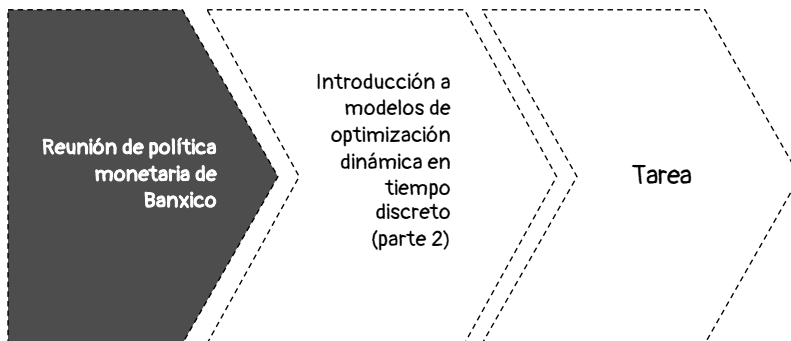 Reunión de política
monetaria de
Banxico
Introducción a
modelos de
optimización
dinámica en
tiempo
discreto
(parte 2)
Tarea